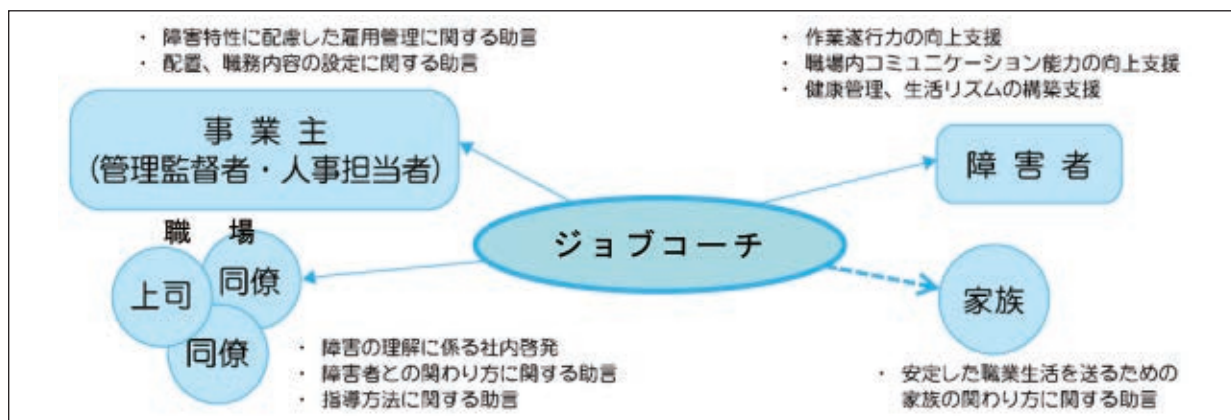 ・ 障害特性に配慮した雇用管理に関する助言
・ 配置、職務内容の設定に関する助言
事 業 主
(管理監督者・人事担当者)
・ 作業遂行力の向上支援
・ 職場内コミュニケーション能力の向上支援
・ 健康管理、生活リズムの構築支援
障 害 者
ジョブコーチ
職 場
上司
同僚
同僚
・ 障害の理解に係る社内啓発
・ 障害者との関わり方に関する助言
・ 指導方法に関する助言
家族
・ 安定した職業生活を送るための
家族の関わり方に関する助言